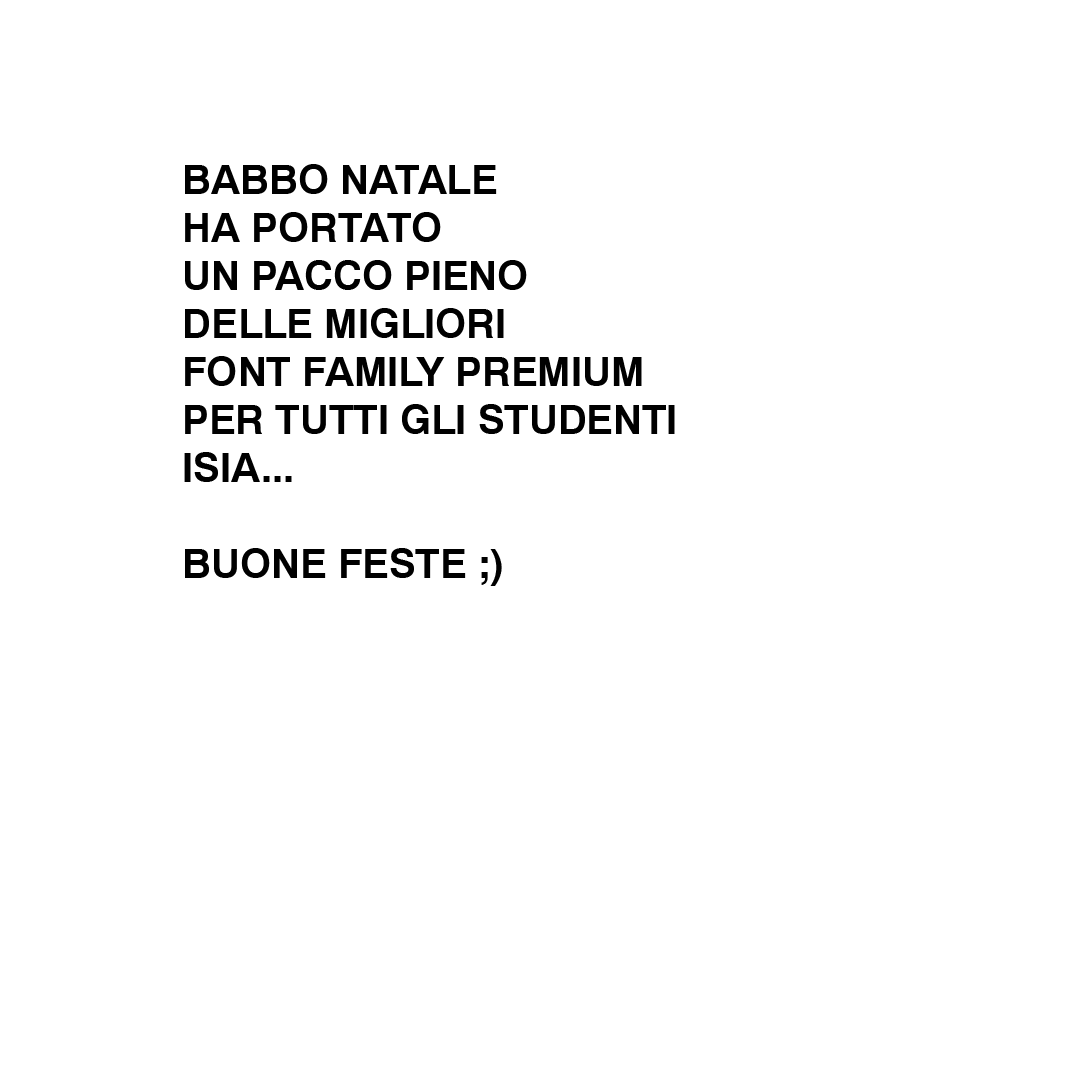 BABBO NATALE
HA PORTATO
UN PACCO PIENO
DELLE MIGLIORI
FONT FAMILY PREMIUM
PER TUTTI GLI STUDENTI
ISIA...
BUONE FESTE ;)